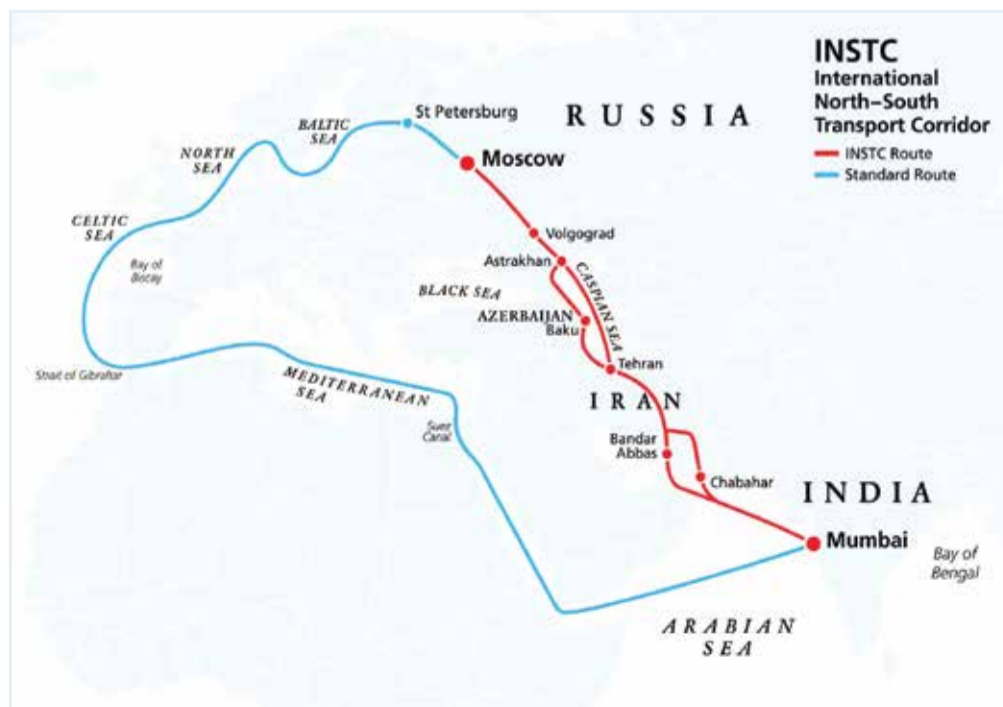 INSTC
International
North–South
Transport Corridor
INSTC Route
Standard Route
St Petersburg
RUSSIA
BALTIC
SEA
NORTH
SEA
Moscow
CELTIC
SEA
Volgograd
Bay of
Biscay
Astrakhan
CASPIAN SEA
BLACK SEA
AZERBAIJAN
Baku
Tehran
Strait of Gibraltar
MEDITERRANEAN
SEA
IRAN
Suez
Canal
Bandar
Abbas
Chabahar
INDIA
Mumbai
Bay of
Bengal
ARABIAN
SEA